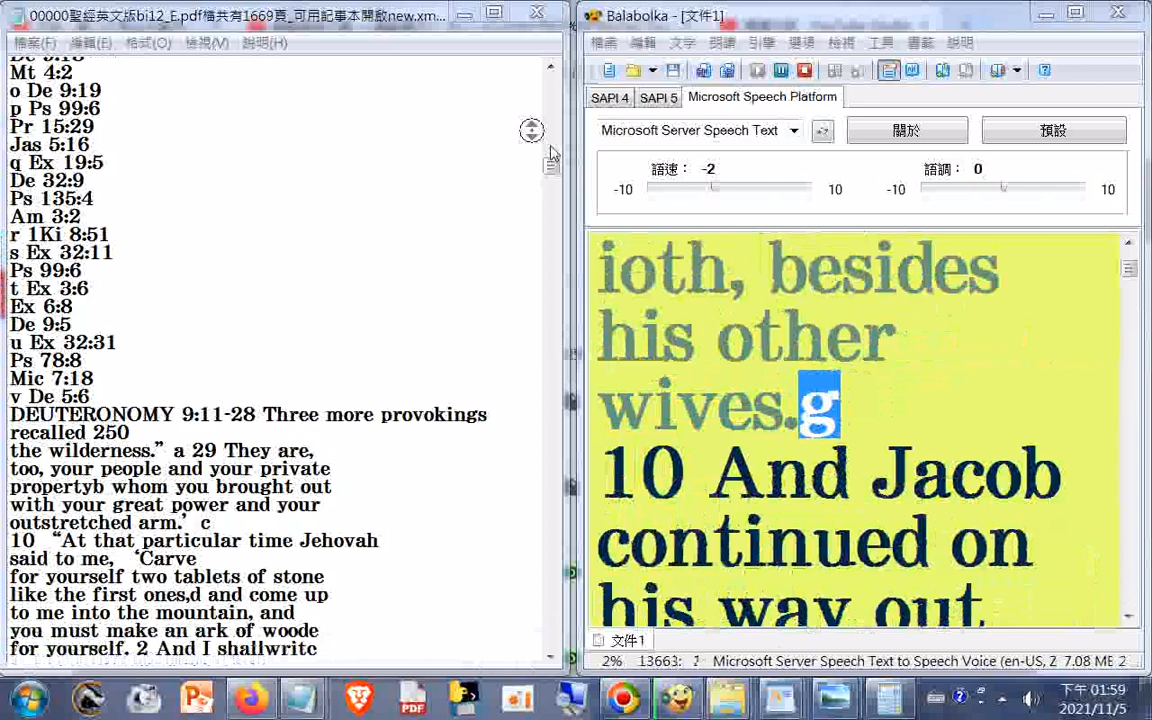 00000聖經英文版bi12_E.pdf檔共有1669頁_可用記事本開啟new.xm...
檔案(F) 編輯(E) 格式(O) 檢視(V) 說明(H)
De 9:18
Mt 4:2
o De 9:19
p Ps 99:6
Pr 15:29
Jas 5:16
q Ex 19:5
De 32:9
Ps 135:4
Am 3:2
r 1Ki 8:51
s Ex 32:11
Ps 99:6
t Ex 3:6
Ex 6:8
De 9:5
u Ex 32:31
Ps 78:8
Mic 7:18
v De 5:6
DEUTERONOMY 9:11-28 Three more provokings
recalled 250
the wilderness.” a 29 They are,
too, your people and your private
propertyb whom you brought out
with your great power and your
outstretched arm.’ c
10 “At that particular time Jehovah
said to me, ‘Carve
for yourself two tablets of stone
like the first ones,d and come up
to me into the mountain, and
you must make an ark of woode
for yourself. 2 And I shallwritc
Balabolka - [文件1]
檔案 編輯 文字 朗讀 引擎 選項 檢視 工具 書籤 說明
SAPI 4 SAPI 5 Microsoft Speech Platform
Microsoft Server Speech Text 關於 預設
語速： -2 語調： 0
-10 10 -10 10
ioth, besides
his other
wives.g
10 And Jacob
continued on
his way out
文件1
2% 13663: Microsoft Server Speech Text to Speech Voice (en-US, Z 7.08 ME 2
PDF
下午 01:59
2021/11/5